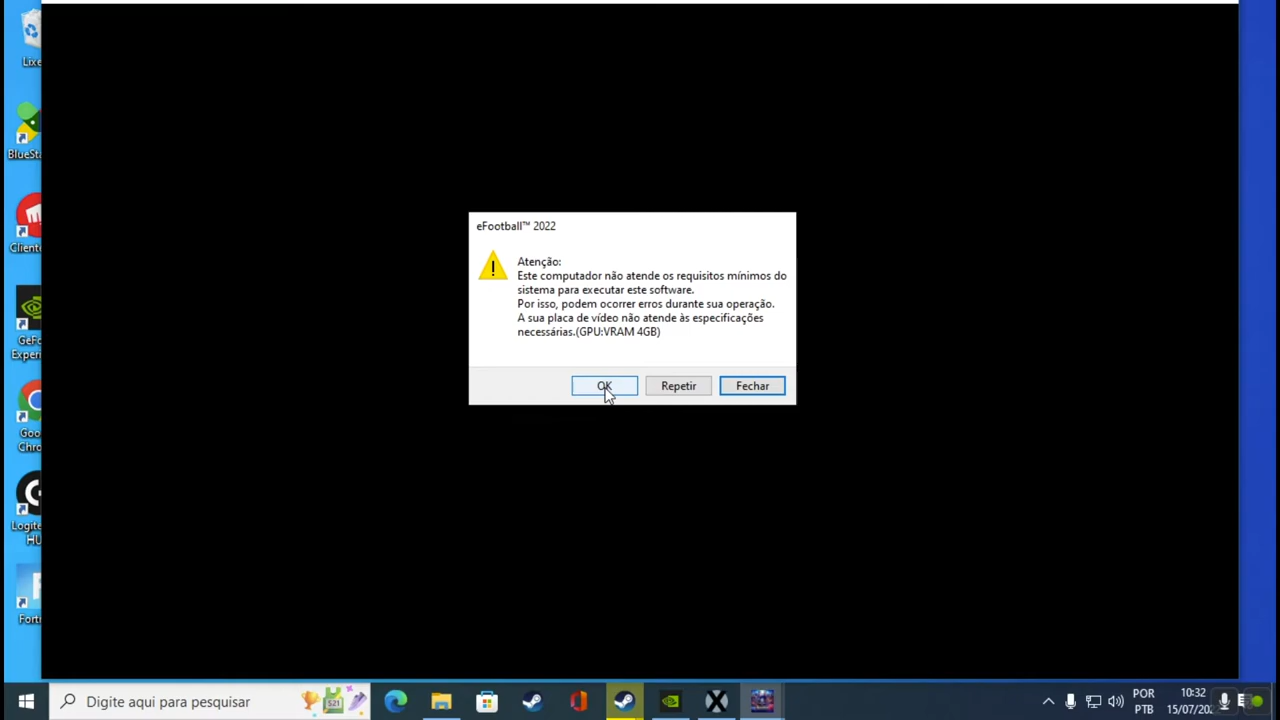 Lixe
BlueSta
Cliente
GeFo
Experi
Goo
Chro
Logite
HU
Fortr
eFootball™ 2022
Atenção:
Este computador não atende os requisitos mínimos do
sistema para executar este software.
Por isso, podem ocorrer erros durante sua operação.
A sua placa de vídeo não atende às especificações
necessárias.(GPU:VRAM 4GB)
OK Repetir Fechar
Digite aqui para pesquisar
POR
PTB
10:32
15/07/202